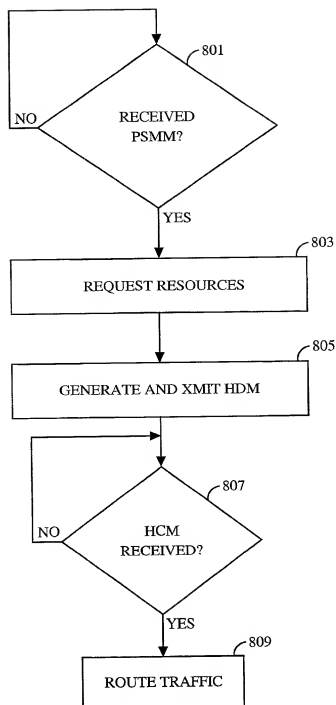 801
RECEIVED
PSMM?
NO
YES
803
REQUEST RESOURCES
805
GENERATE AND XMIT HDM
807
HCM
RECEIVED?
NO
YES
809
ROUTE TRAFFIC